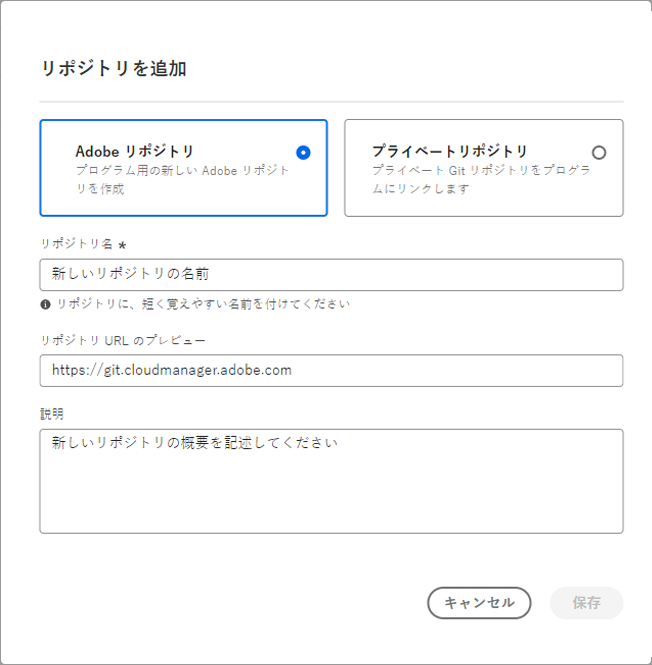 リポジトリを追加
Adobe リポジトリ
プログラム用の新しい Adobe リポジト
リを作成
プライベートリポジトリ
プライベート Git リポジトリをプログラ
ムにリンクします
リポジトリ名 *
新しいリポジトリの名前
リポジトリに、短く覚えやすい名前を付けてください
リポジトリ URL のプレビュー
https://git.cloudmanager.adobe.com
説明
新しいリポジトリの概要を記述してください
キャンセル
保存